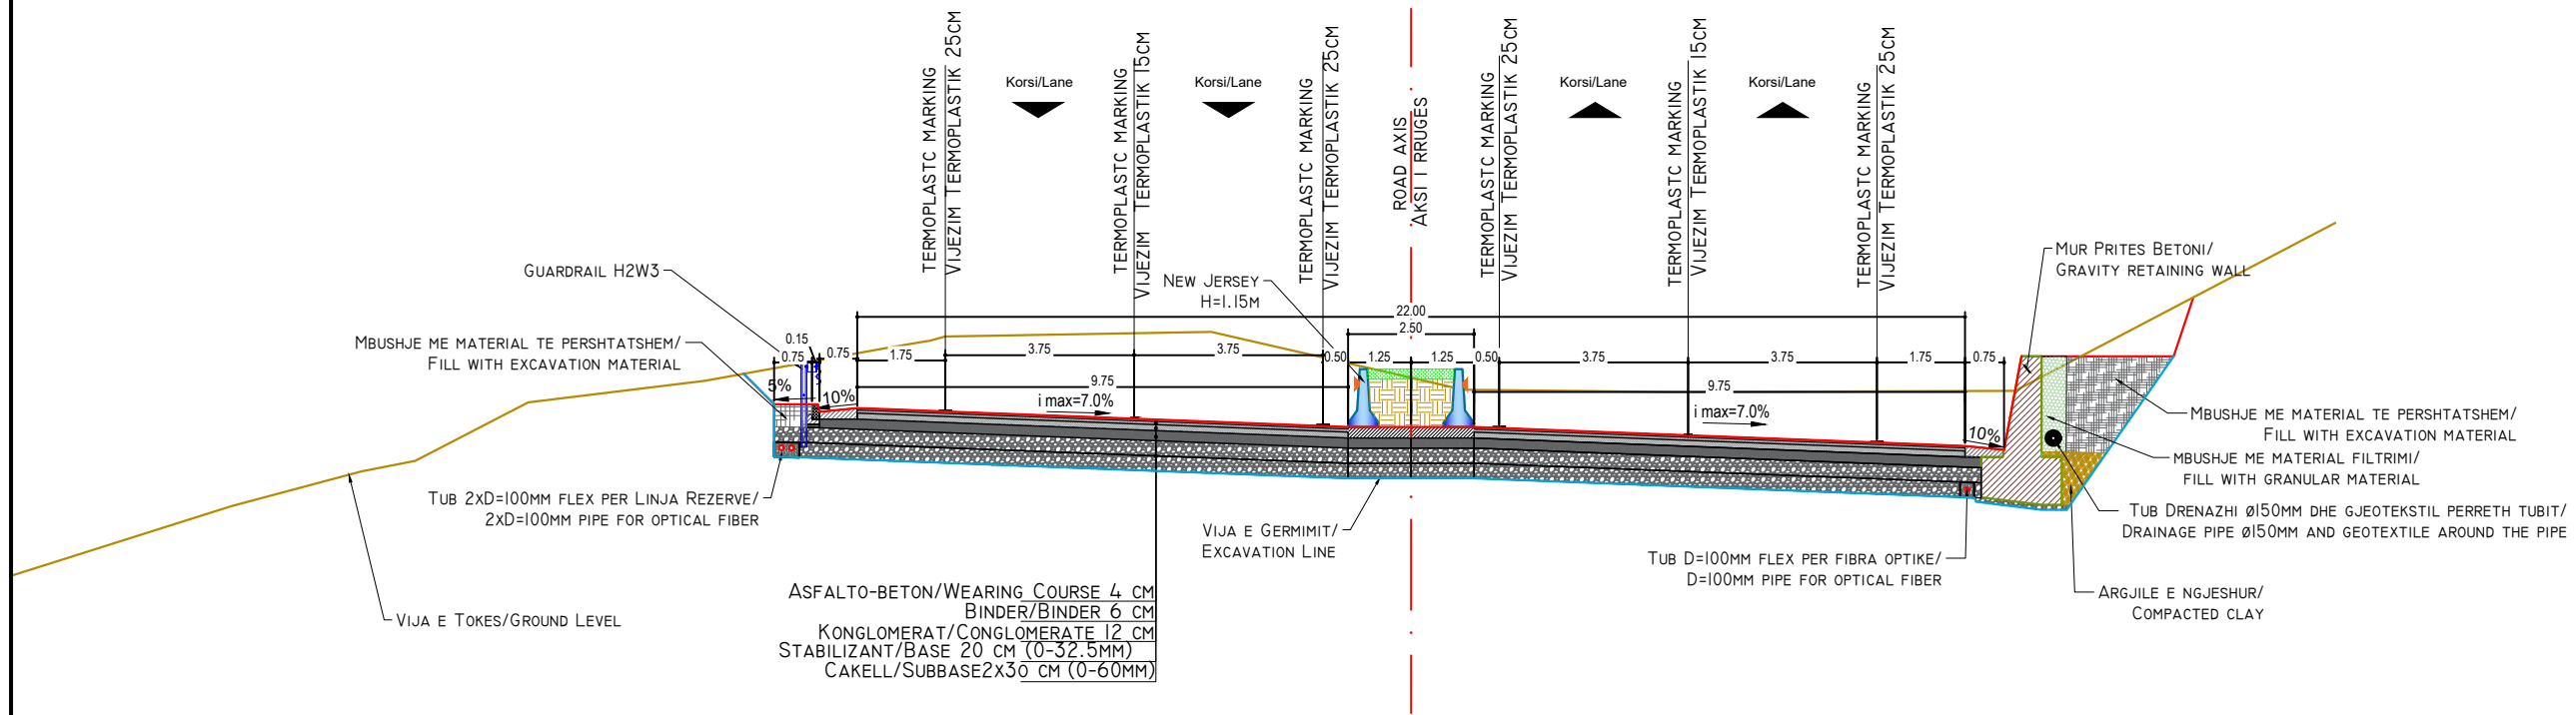 TERMOPLASTC MARKING
VIJEZIM TERMOPLASTIK 25CM
Korsi/Lane
TERMOPLASTC MARKING
VIJEZIM TERMOPLASTIK 15CM
Korsi/Lane
TERMOPLASTC MARKING
VIJEZIM TERMOPLASTIK 25CM
ROAD AXIS
AKSI I RRUGES
TERMOPLASTC MARKING
VIJEZIM TERMOPLASTIK 25CM
Korsi/Lane
TERMOPLASTC MARKING
VIJEZIM TERMOPLASTIK 15CM
Korsi/Lane
TERMOPLASTC MARKING
VIJEZIM TERMOPLASTIK 25CM
MUR PRITES BETONI/
GRAVITY RETAINING WALL
GUARDRAIL H2W3
NEW JERSEY
H=1.15M
22.00
2.50
MBUSHJE ME MATERIAL TE PERSHTATSHEM/
FILL WITH EXCAVATION MATERIAL
0.15
0.75
0.75
1.75
3.75
3.75
0.50
1.25
1.25
0.50
3.75
3.75
1.75
0.75
9.75
9.75
5%
10%
i max=7.0%
i max=7.0%
10%
MBUSHJE ME MATERIAL TE PERSHTATSHEM/
FILL WITH EXCAVATION MATERIAL
MBUSHJE ME MATERIAL FILTRIMI/
FILL WITH GRANULAR MATERIAL
TUB DRENAZHI Ø150MM DHE GJEOTEKSTIL PERRETH TUBIT/
DRAINAGE PIPE Ø150MM AND GEOTEXTILE AROUND THE PIPE
TUB 2XD=100MM FLEX PER LINJA REZERVE/
2XD=100MM PIPE FOR OPTICAL FIBER
VIJA E GERMIMIT/
EXCAVATION LINE
TUB D=100MM FLEX PER FIBRA OPTIKE/
D=100MM PIPE FOR OPTICAL FIBER
ARGJILE E NGJESHUR/
COMPACTED CLAY
VIJA E TOKES/GROUND LEVEL
ASFALTO-BETON/WEARING COURSE 4 CM
BINDER/BINDER 6 CM
KONGLOMERAT/CONGLOMERATE 12 CM
STABILIZANT/BASE 20 CM (0-32.5MM)
CAKELL/SUBBASE2X30 CM (0-60MM)